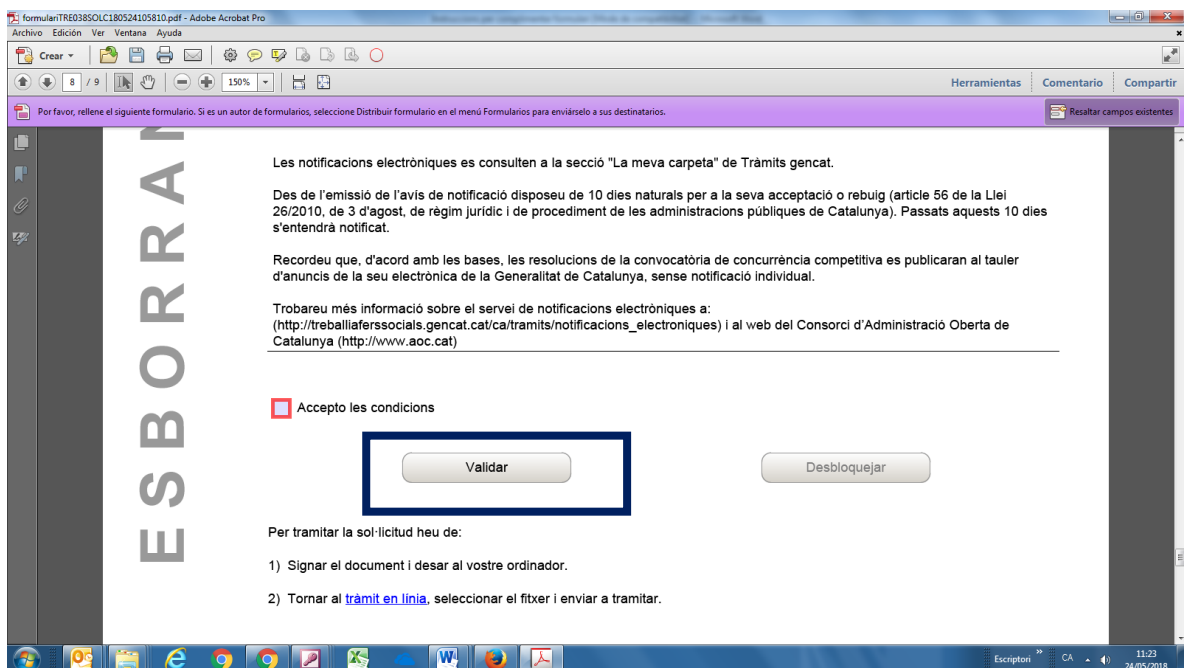 formulariTRE038SOLC180524105810.pdf - Adobe Acrobat Pro
Archivo Edición Ver Ventana Ayuda
Crear
8 / 9 150% Herramientas Comentario Compartir
Por favor, rellene el siguiente formulario. Si es un autor de formularios, seleccione Distribuir formulario en el menú Formularios para enviárselo a sus destinatarios. Resaltar campos existentes
ESBORRAN
Les notificacions electròniques es consulten a la secció "La meva carpeta" de Tràmits gencat.
Des de l'emissió de l'avís de notificació disposeu de 10 dies naturals per a la seva acceptació o rebuig (article 56 de la Llei
26/2010, de 3 d'agost, de règim jurídic i de procediment de les administracions públiques de Catalunya). Passats aquests 10 dies
s'entendrà notificat.
Recordeu que, d'acord amb les bases, les resolucions de la convocatòria de concurrència competitiva es publicaran al tauler
d'anuncis de la seu electrònica de la Generalitat de Catalunya, sense notificació individual.
Trobareu més informació sobre el servei de notificacions electròniques a:
(http://treballiaferssocials.gencat.cat/ca/tramits/notificacions_electroniques) i al web del Consorci d'Administració Oberta de
Catalunya (http://www.aoc.cat)
Accepto les condicions
Validar Desbloquejar
Per tramitar la sol·licitud heu de:
1) Signar el document i desar al vostre ordinador.
2) Tornar al tràmit en línia, seleccionar el fitxer i enviar a tramitar.
Escriptori » CA 11:23
24/05/2018